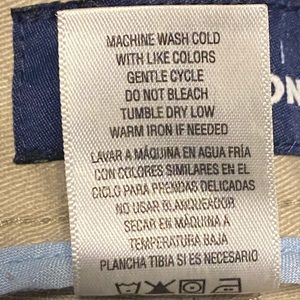 MACHINE WASH COLD
WITH LIKE COLORS
GENTLE CYCLE
DO NOT BLEACH
TUMBLE DRY LOW
WARM IRON IF NEEDED
LAVAR A MÁQUINA EN AGUA FRÍA
CON COLORES SIMILARES EN EL
CICLO PARA PRENDAS DELICADAS
NO USAR BLANQUEADOR
SECAR EN MÁQUINA A
TEMPERATURA BAJA
PLANCHA TIBIA SI ES NECESARIO
ON